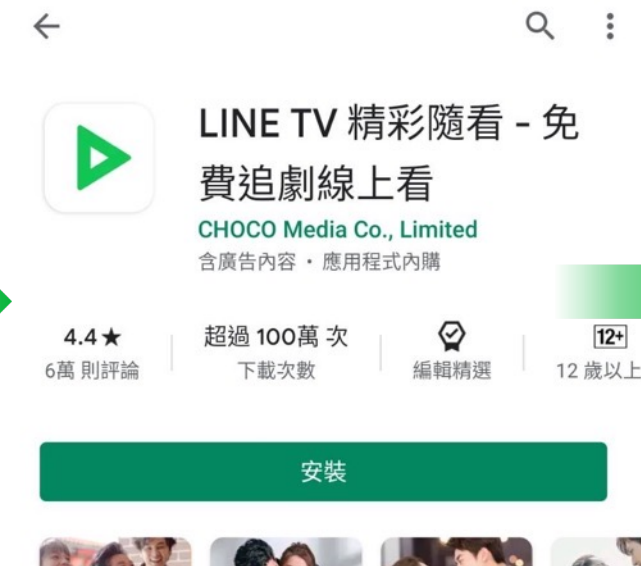 LINE TV 精彩隨看 - 免
費追劇線上看
CHOCO Media Co., Limited
含廣告內容 • 應用程式內購
4.4★
6萬 則評論
超過 100萬 次
下載次數
編輯精選
12+
12 歲以上
安裝